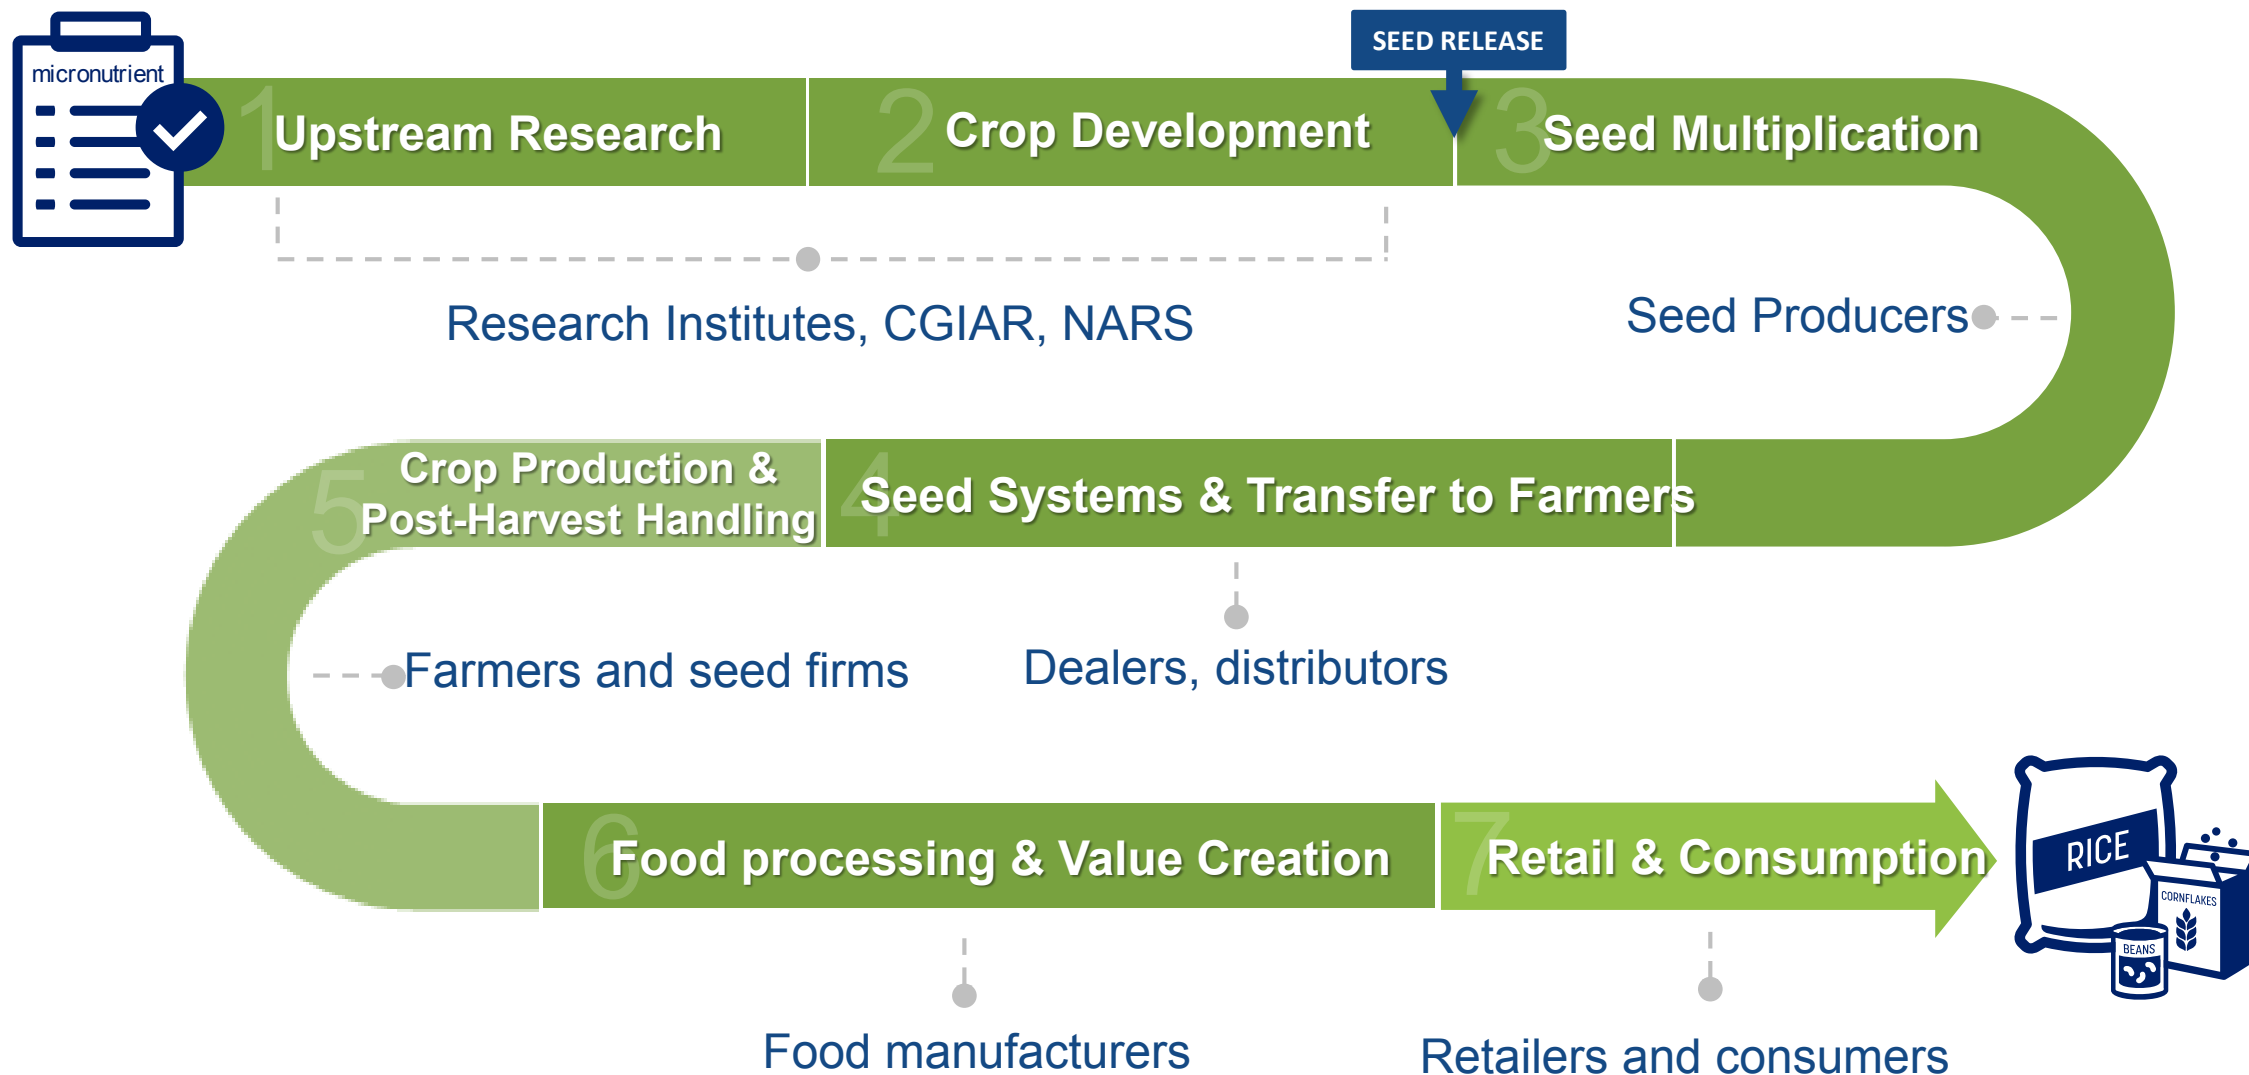 micronutrient
SEED RELEASE
1 Upstream Research
2 Crop Development
3 Seed Multiplication
Research Institutes, CGIAR, NARS
Seed Producers
4 Seed Systems & Transfer to Farmers
5 Crop Production &
Post-Harvest Handling
Farmers and seed firms
Dealers, distributors
6 Food processing & Value Creation
7 Retail & Consumption
RICE
CORNFLAKES
BEANS
Food manufacturers
Retailers and consumers